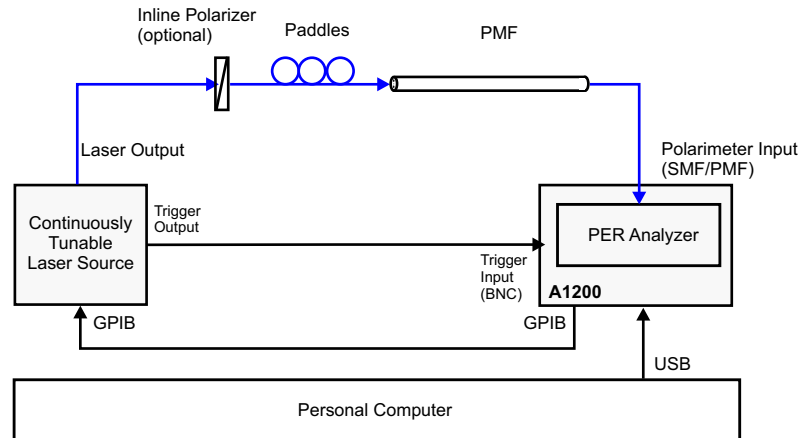 Inline Polarizer
(optional)
Paddles
PMF
Laser Output
Polarimeter Input
(SMF/PMF)
Continuously
Tunable
Laser Source
Trigger
Output
PER Analyzer
Trigger
Input
(BNC)
A1200
GPIB
GPIB
USB
Personal Computer